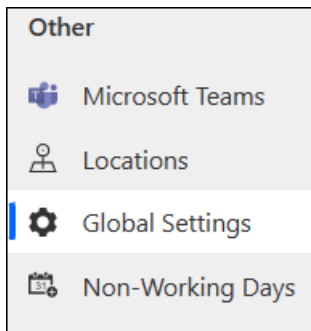 Other
Microsoft Teams
Locations
Global Settings
Non-Working Days